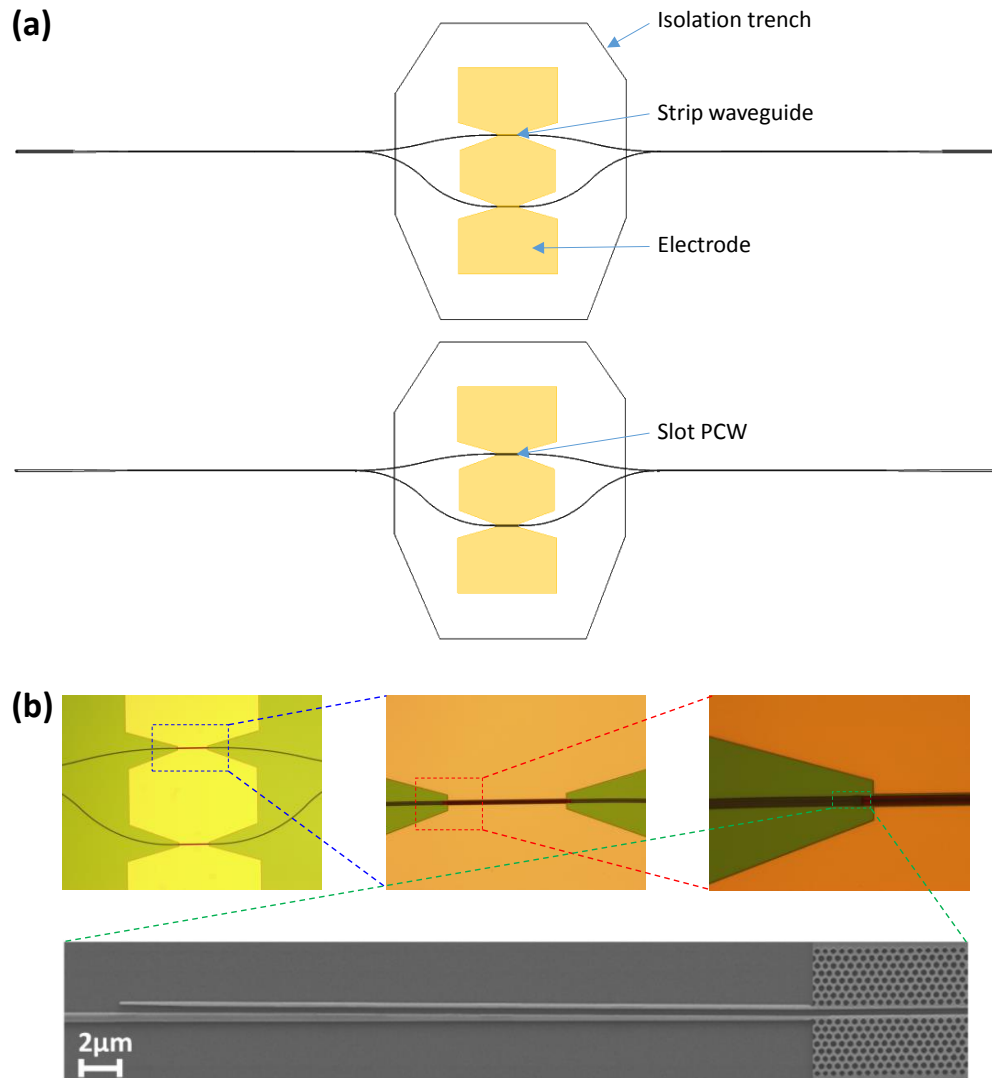 (a)
Isolation trench
Strip waveguide
Electrode
Slot PCW
(b)
2μm